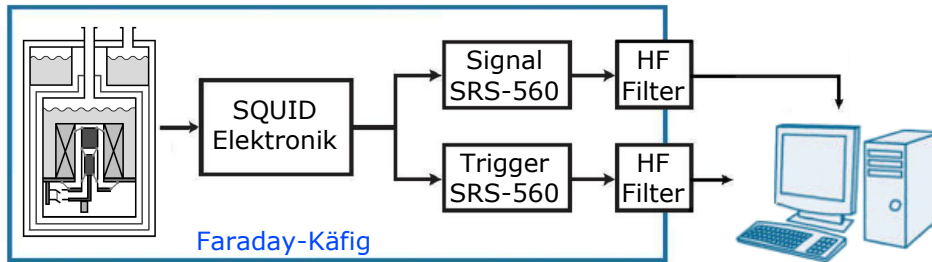 SQUID
Elektronik
Signal
SRS-560
HF
Filter
Trigger
SRS-560
HF
Filter
Faraday-Käfig